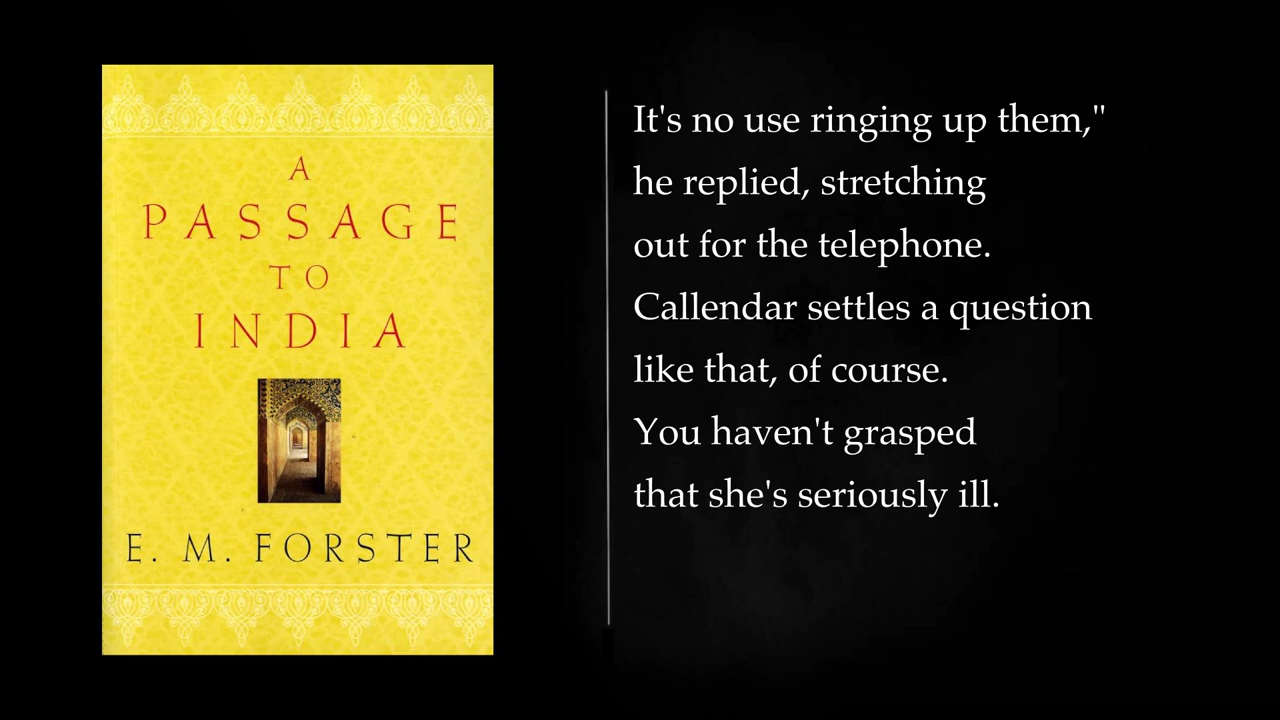 A
PASSAGE
TO
INDIA
E. M. FORSTER
It's no use ringing up them,"
he replied, stretching
out for the telephone.
Callendar settles a question
like that, of course.
You haven't grasped
that she's seriously ill.